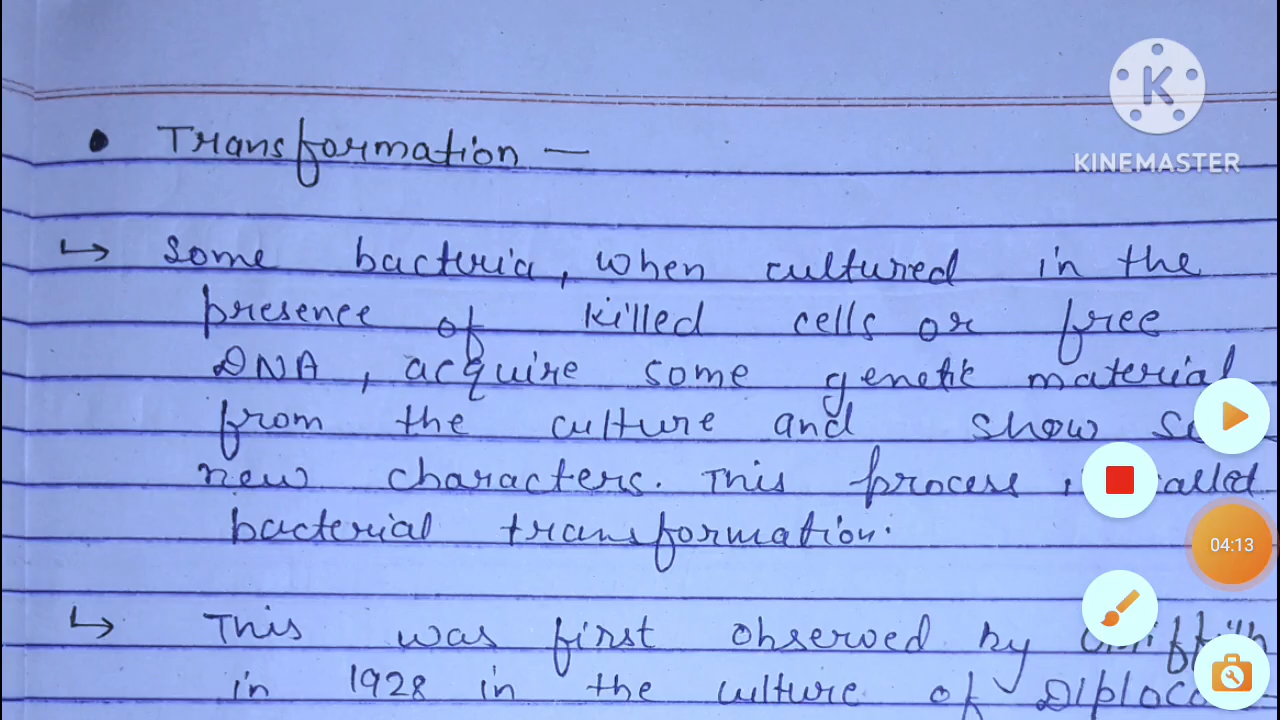 • Transformation —
↳ Some bacteria, when cultured in the
presence of killed cells or free
DNA, acquire some genetic material
from the culture and show
new characters. This process called
bacterial transformation.
↳ This was first observed by Griffith
in 1928 in the culture of
K
KINEMASTER
04:13